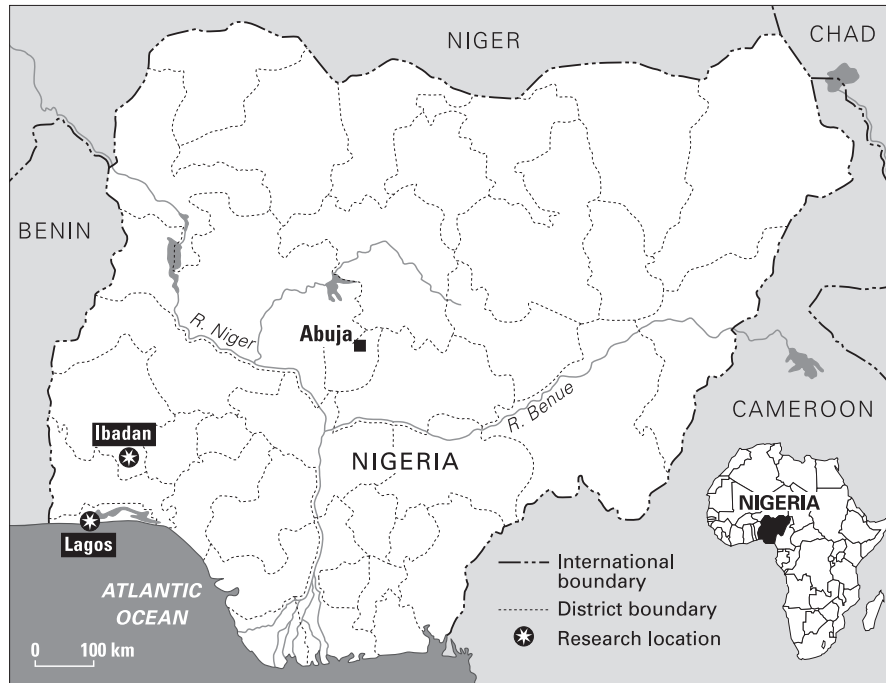 NIGER
CHAD
BENIN
R. Niger
Abuja
R. Benue
CAMEROON
Ibadan
NIGERIA
Lagos
ATLANTIC
OCEAN
0 100 km
NIGERIA
International
boundary
District boundary
Research location